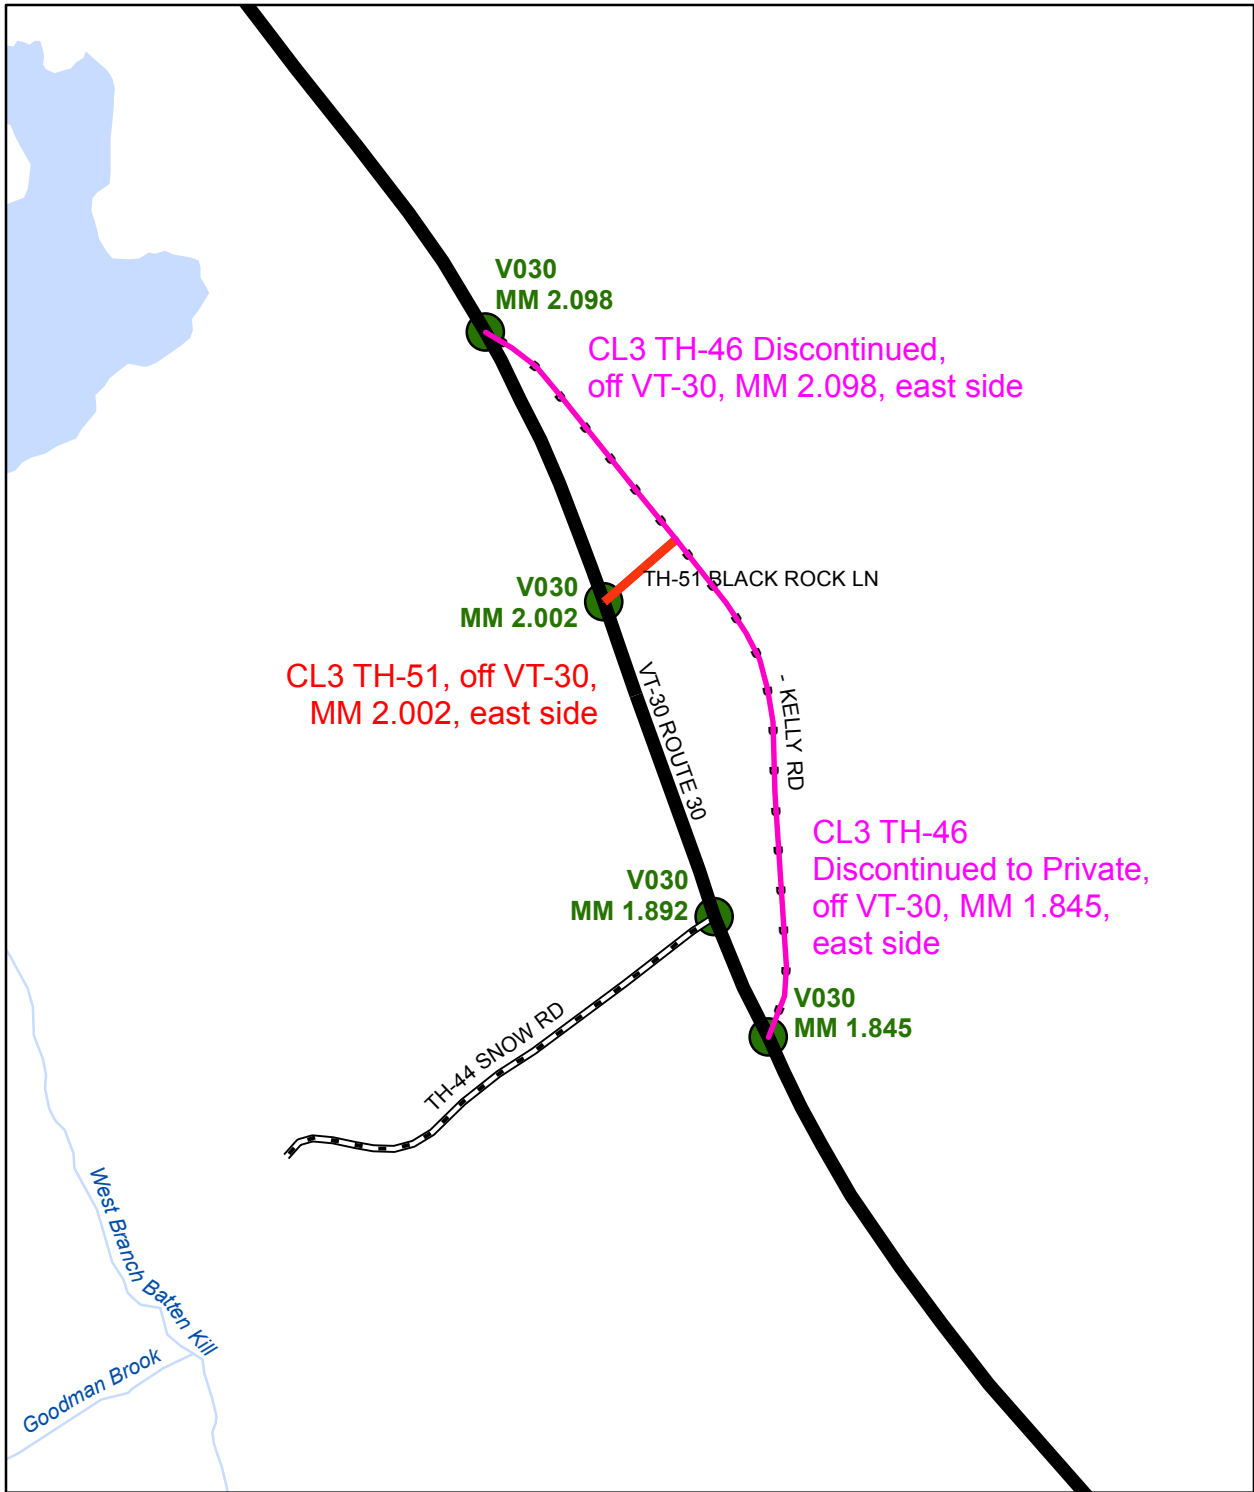 V030
MM 2.098
CL3 TH-46 Discontinued,
off VT-30, MM 2.098, east side
V030
MM 2.002
TH-51 BLACK ROCK LN
CL3 TH-51, off VT-30,
MM 2.002, east side
VT-30 ROUTE 30
- KELLY RD
CL3 TH-46
Discontinued to Private,
off VT-30, MM 1.845,
east side
V030
MM 1.892
V030
MM 1.845
TH-44 SNOW RD
West Branch Batten Kill
Goodman Brook